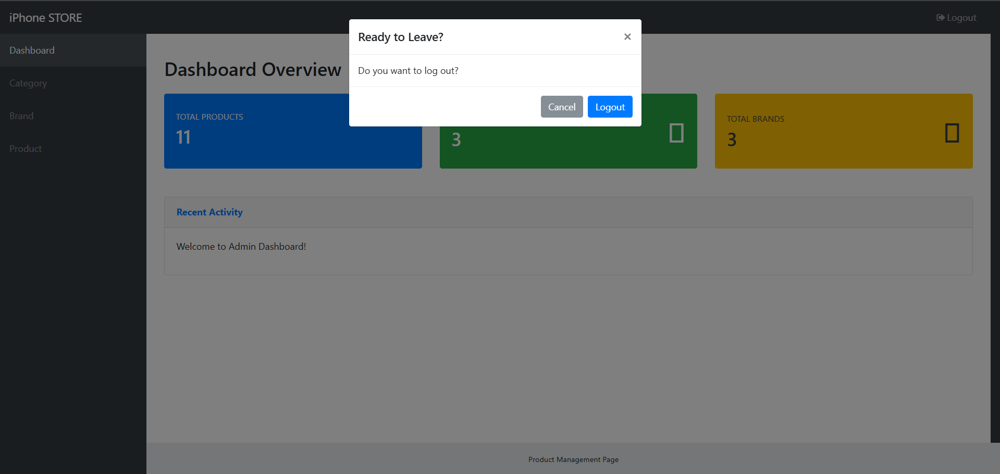 iPhone STORE
Logout
Dashboard
Category
Brand
Product
Ready to Leave?
×
Do you want to log out?
Cancel
Logout
Dashboard Overview
TOTAL PRODUCTS
11
3
TOTAL BRANDS
3
Recent Activity
Welcome to Admin Dashboard!
Product Management Page